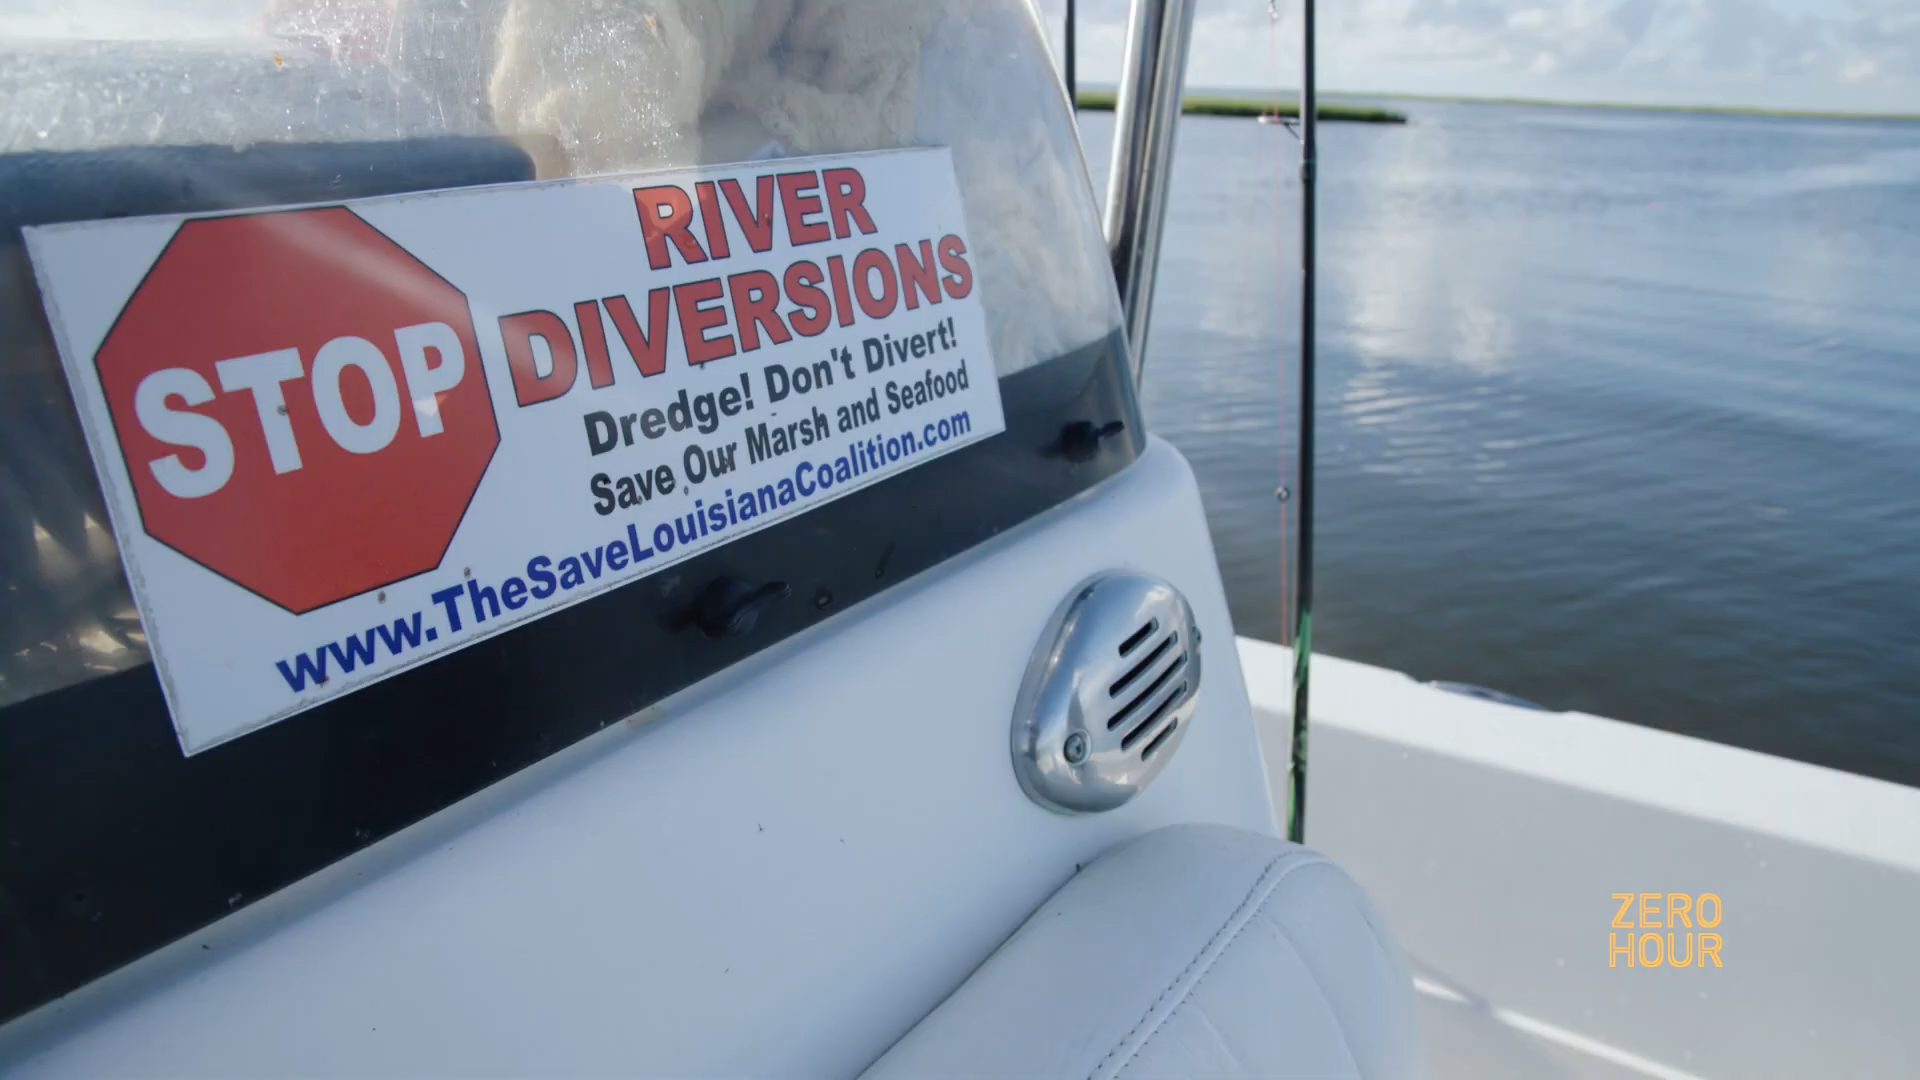 STOP
RIVER
DIVERSIONS
Dredge! Don't Divert!
Save Our Marsh and Seafood
www.TheSaveLouisianaCoalition.com
ZERO
HOUR